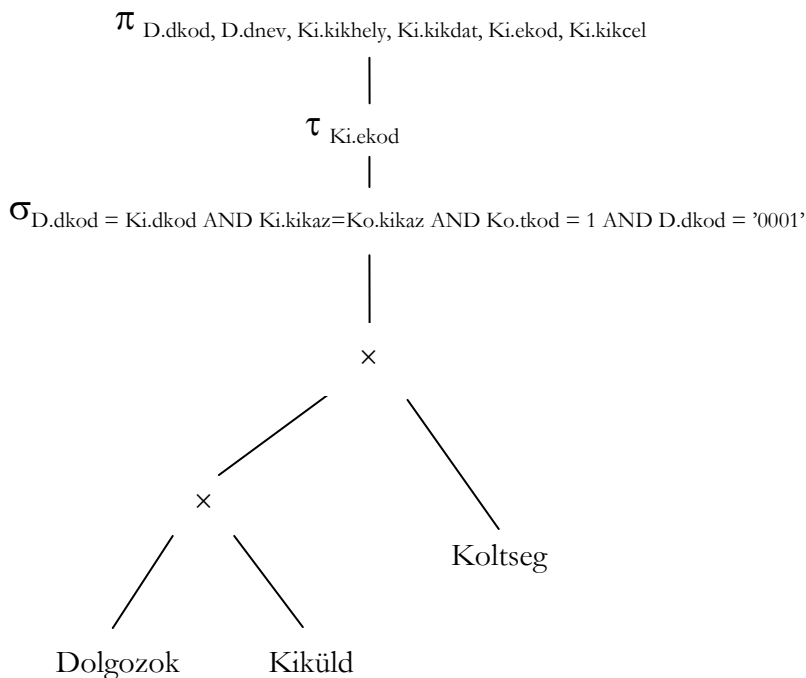 π D.dkod, D.dnev, Ki.kikhely, Ki.kikdat, Ki.ekod, Ki.kikcel
τ Ki.ekod
σD.dkod = Ki.dkod AND Ki.kikaz=Ko.kikaz AND Ko.tkod = 1 AND D.dkod = ’0001’
×
×
Koltseg
Dolgozok Kiküld